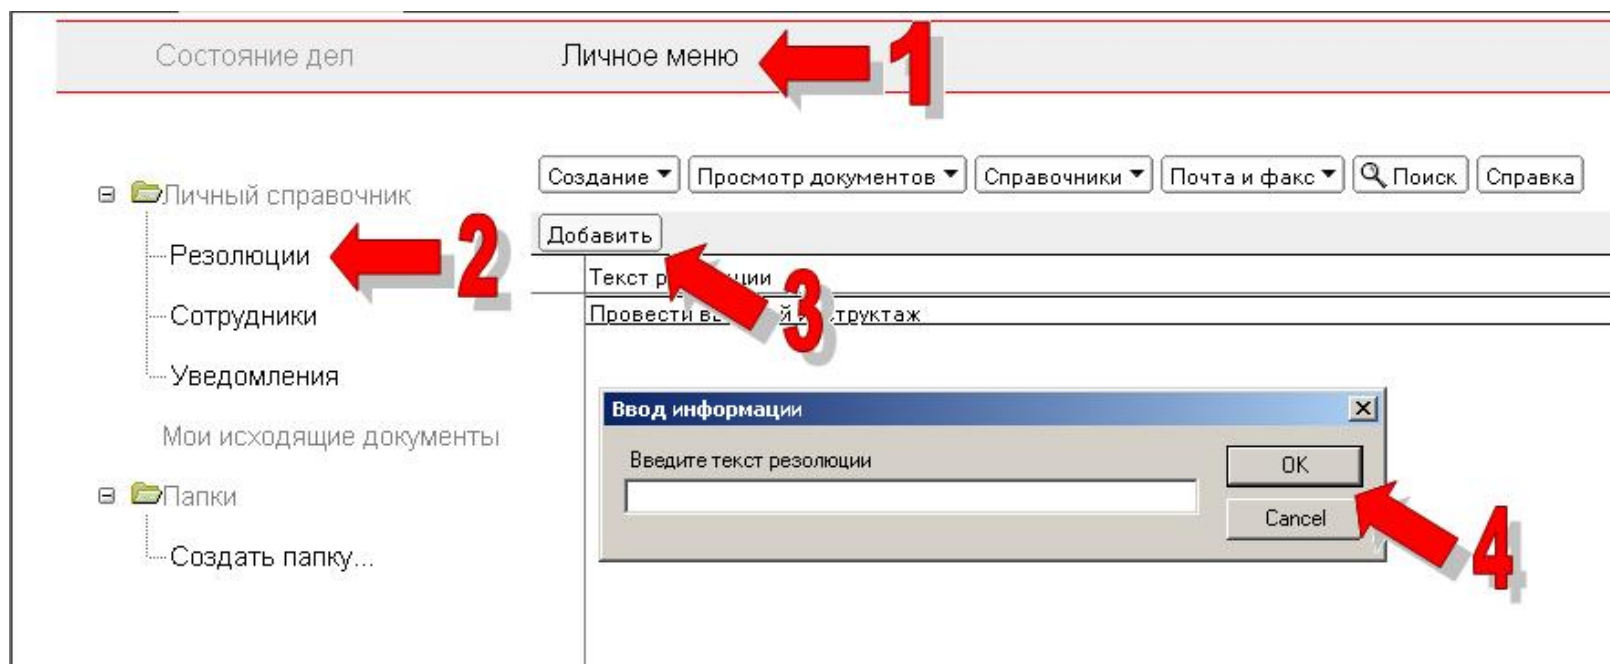 Состояние дел Личное меню 1
Создание Просмотр документов Справочники Почта и факс Поиск Справка
Личный справочник
Добавить
Резолюции 2
Текст 3
Провести
Сотрудники
Уведомления
Ввод информации
Мои исходящие документы
Введите текст резолюции
OK
Папки
Cancel
4
Создать папку...